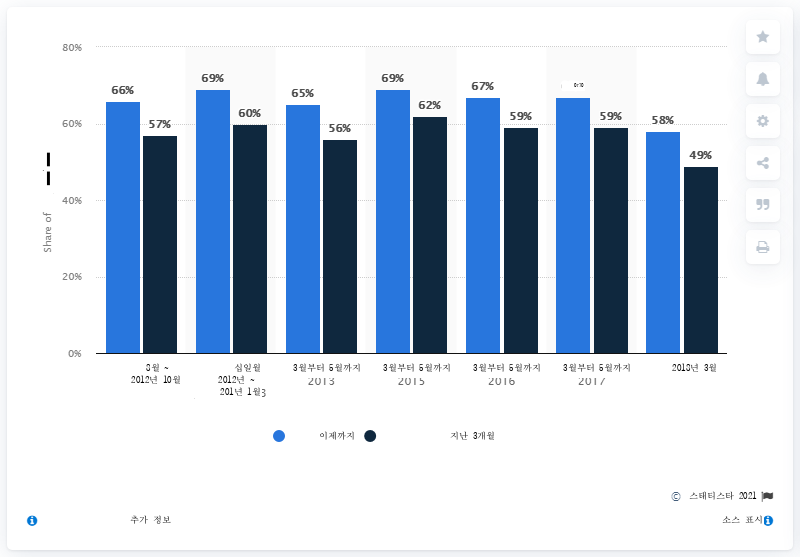 80%
60%
40%
20%
0%
Share of
66%
57%
69%
60%
65%
56%
69%
62%
67%
59%
59%
58%
49%
3월 ~
2012년 10월
십일월
2012년 ~
201년 1월3
3월부터 5월까지
2013
3월부터 5월까지
2015
3월부터 5월까지
2016
3월부터 5월까지
2017
2018년 3월
이제까지
지난 3개월
© 스태티스타 2021
추가 정보
소스 표시